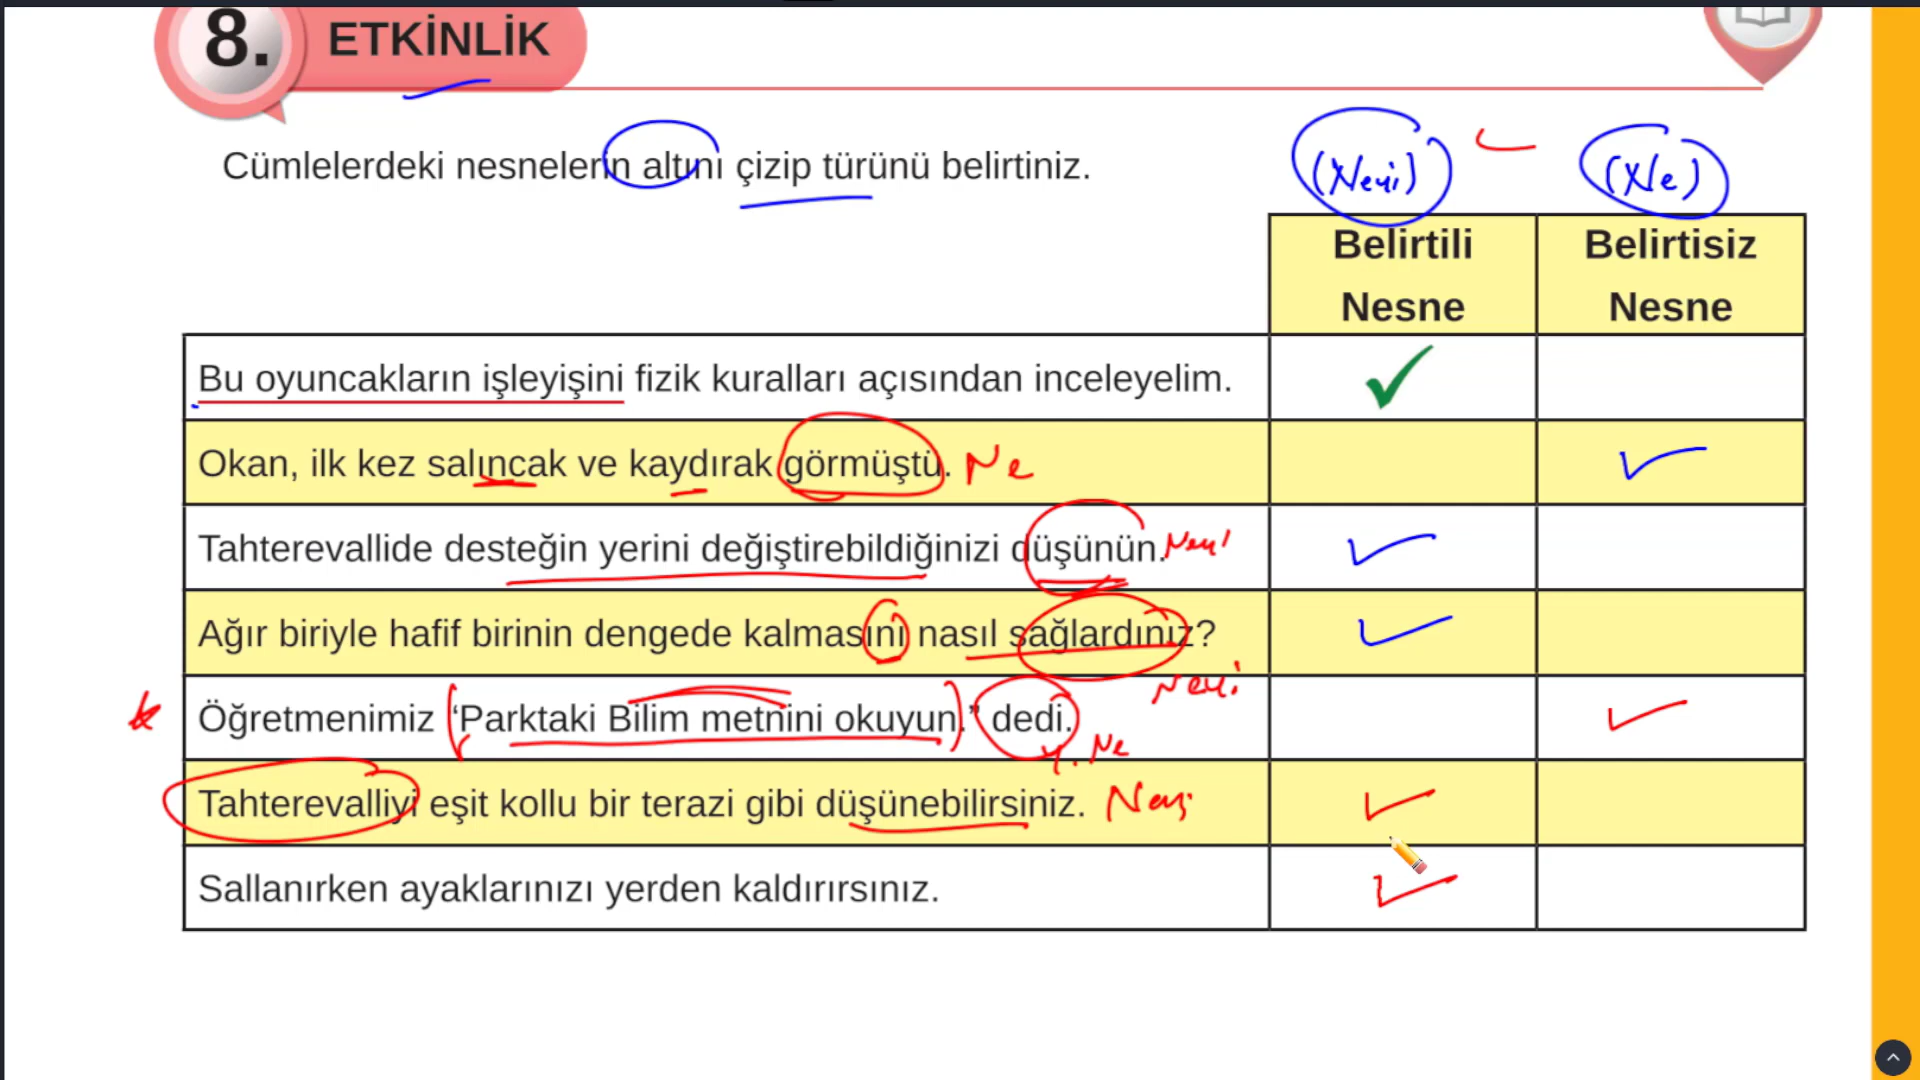 8. ETKİNLİK
Cümlelerdeki nesnelerin altını çizip türünü belirtiniz.
(Neyi) (Ne)
Belirtili Nesne
Belirtisiz Nesne
Bu oyuncakların işleyişini fizik kuralları açısından inceleyelim.
Okan, ilk kez salıncak ve kaydırak görmüştü. Ne
Tahterevallide desteğin yerini değiştirebildiğinizi düşünün. Neyi
Ağır biriyle hafif birinin dengede kalmasını nasıl sağlardınız?
Neyi
Öğretmenimiz “Parktaki Bilim metnini okuyun.” dedi.
Ne
Tahterevalliyi eşit kollu bir terazi gibi düşünebilirsiniz. Neyi
Sallanırken ayaklarınızı yerden kaldırırsınız.